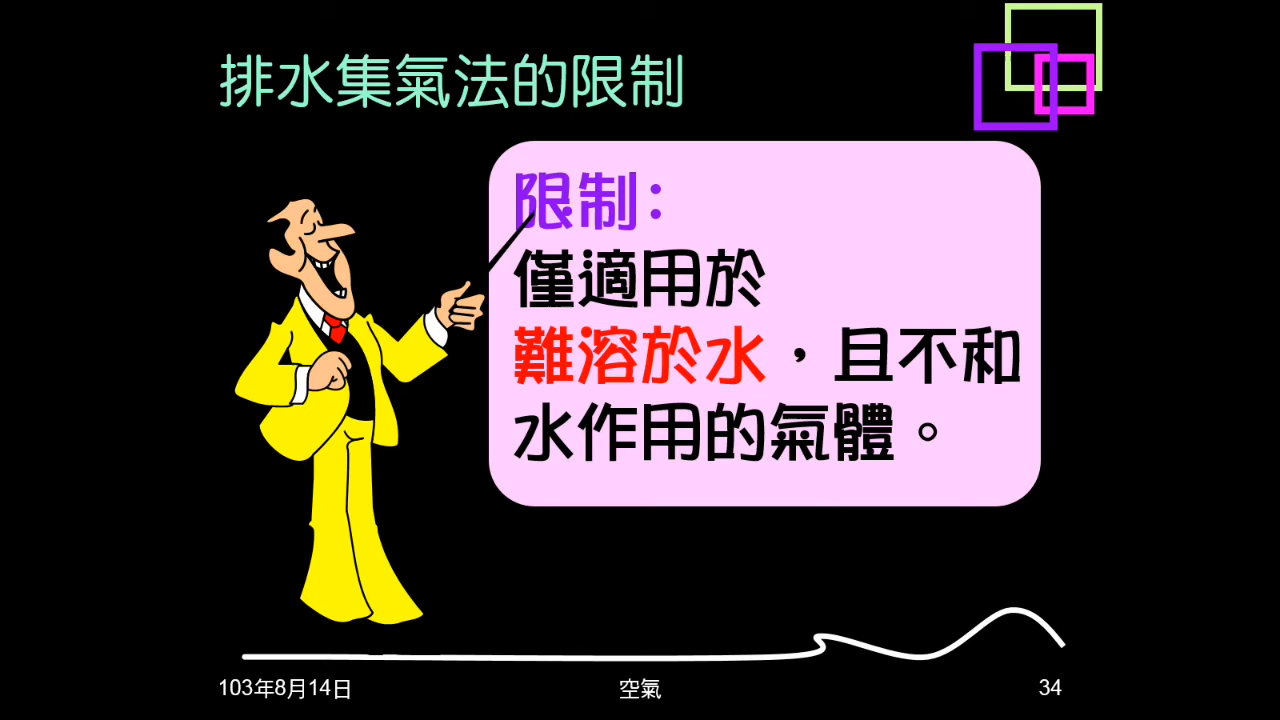 排水集氣法的限制
限制：
僅適用於
難溶於水，且不和
水作用的氣體。
103年8月14日
空氣
34